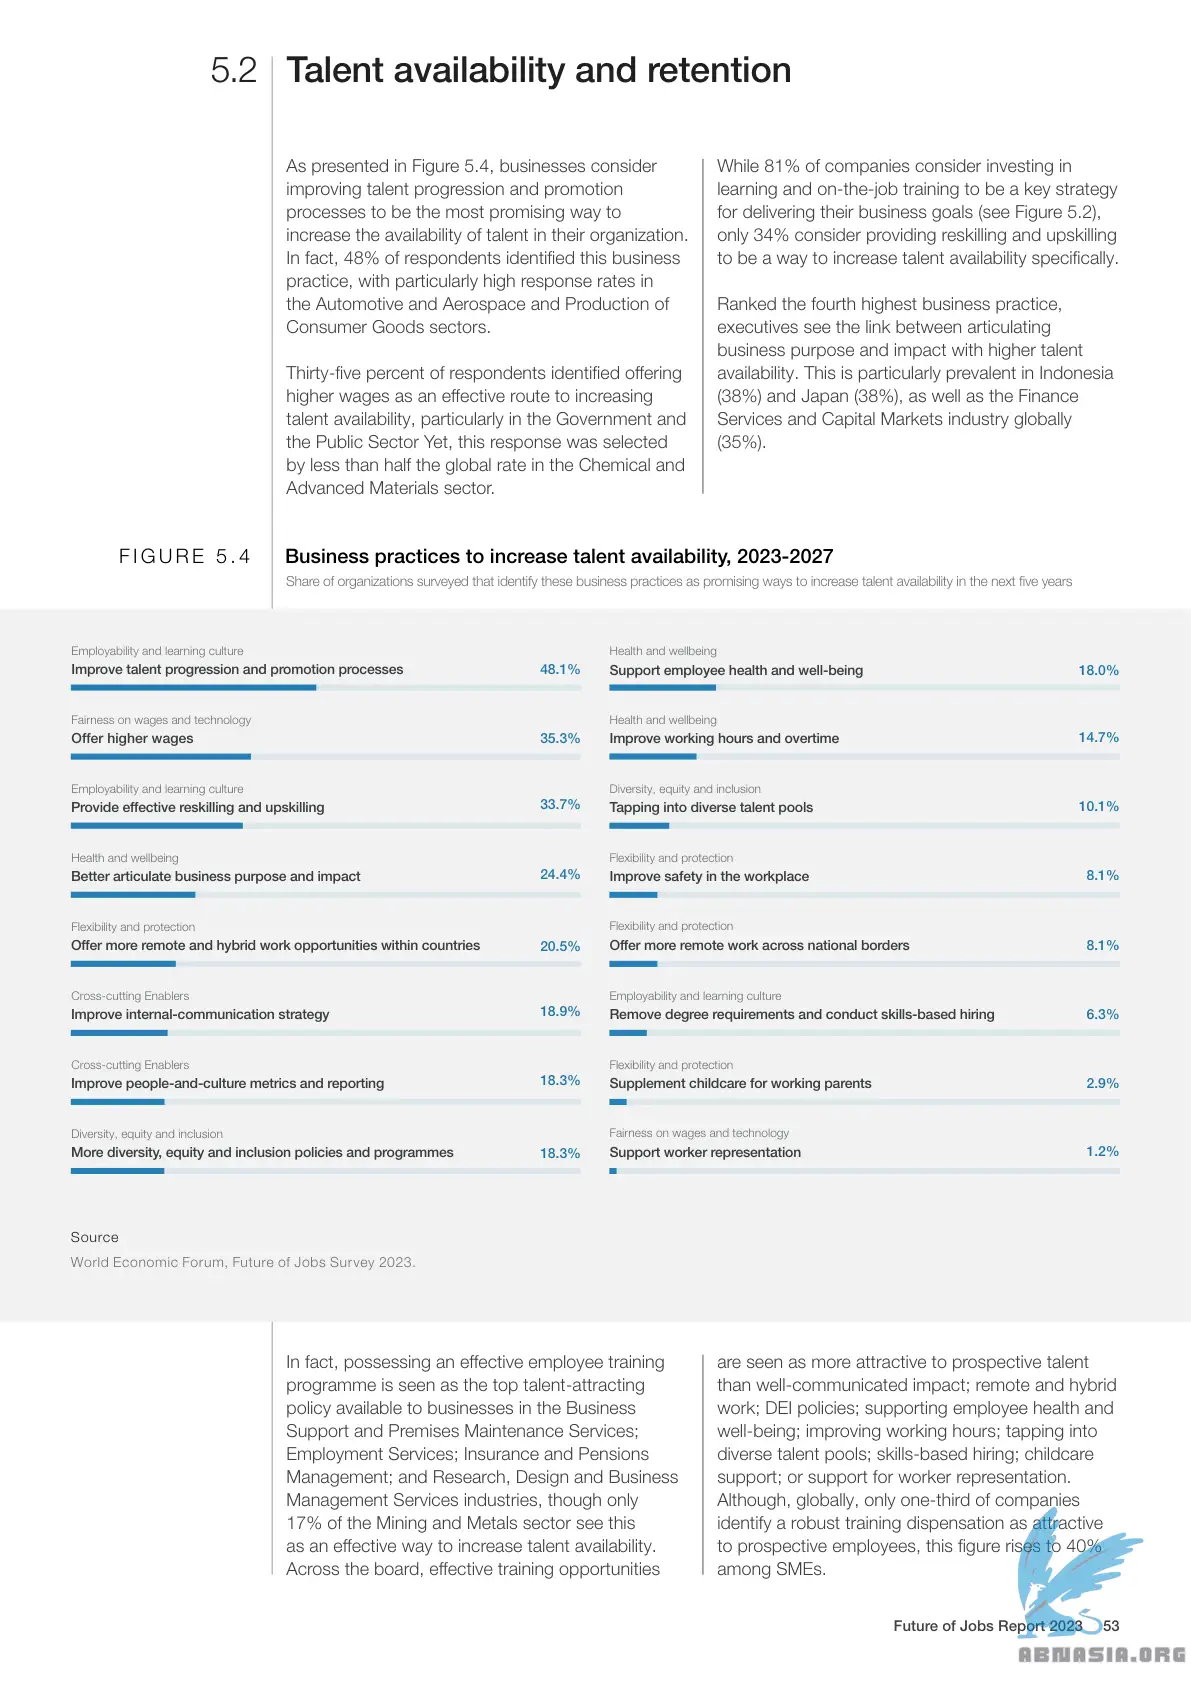 5.2
Talent availability and retention
As presented in Figure 5.4, businesses consider
improving talent progression and promotion
processes to be the most promising way to
increase the availability of talent in their organization.
In fact, 48% of respondents identified this business
practice, with particularly high response rates in
the Automotive and Aerospace and Production of
Consumer Goods sectors.
Thirty-five percent of respondents identified offering
higher wages as an effective route to increasing
talent availability, particularly in the Government and
the Public Sector Yet, this response was selected
by less than half the global rate in the Chemical and
Advanced Materials sector.
While 81% of companies consider investing in
learning and on-the-job training to be a key strategy
for delivering their business goals (see Figure 5.2),
only 34% consider providing reskilling and upskilling
to be a way to increase talent availability specifically.
Ranked the fourth highest business practice,
executives see the link between articulating
business purpose and impact with higher talent
availability. This is particularly prevalent in Indonesia
(38%) and Japan (38%), as well as the Finance
Services and Capital Markets industry globally
(35%).
FIGURE 5.4
Business practices to increase talent availability, 2023-2027
Share of organizations surveyed that identify these business practices as promising ways to increase talent availability in the next five years
Employability and learning culture
Improve talent progression and promotion processes 48.1%
Fairness on wages and technology
Offer higher wages 35.3%
Employability and learning culture
Provide effective reskilling and upskilling 33.7%
Health and wellbeing
Better articulate business purpose and impact 24.4%
Flexibility and protection
Offer more remote and hybrid work opportunities within countries 20.5%
Cross-cutting Enablers
Improve internal-communication strategy 18.9%
Cross-cutting Enablers
Improve people-and-culture metrics and reporting 18.3%
Diversity, equity and inclusion
More diversity, equity and inclusion policies and programmes 18.3%
Health and wellbeing
Support employee health and well-being 18.0%
Health and wellbeing
Improve working hours and overtime 14.7%
Diversity, equity and inclusion
Tapping into diverse talent pools 10.1%
Flexibility and protection
Improve safety in the workplace 8.1%
Flexibility and protection
Offer more remote work across national borders 8.1%
Employability and learning culture
Remove degree requirements and conduct skills-based hiring 6.3%
Flexibility and protection
Supplement childcare for working parents 2.9%
Fairness on wages and technology
Support worker representation 1.2%
Source
World Economic Forum, Future of Jobs Survey 2023.
In fact, possessing an effective employee training
programme is seen as the top talent-attracting
policy available to businesses in the Business
Support and Premises Maintenance Services;
Employment Services; Insurance and Pensions
Management; and Research, Design and Business
Management Services industries, though only
17% of the Mining and Metals sector see this
as an effective way to increase talent availability.
Across the board, effective training opportunities
are seen as more attractive to prospective talent
than well-communicated impact; remote and hybrid
work; DEI policies; supporting employee health and
well-being; improving working hours; tapping into
diverse talent pools; skills-based hiring; childcare
support; or support for worker representation.
Although, globally, only one-third of companies
identify a robust training dispensation as attractive
to prospective employees, this figure rises to 40%
among SMEs.
Future of Jobs Report 2023 53
ABNASIA.ORG